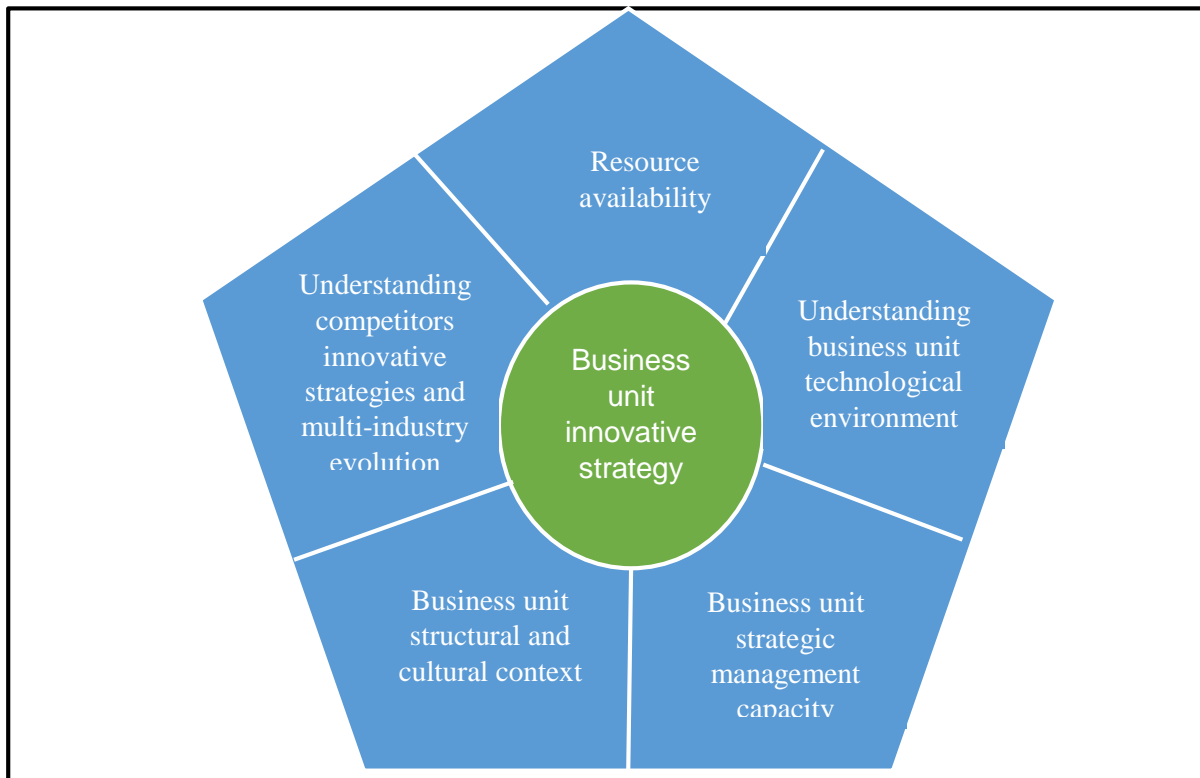 Resource
availability
Understanding
competitors
innovative
strategies and
multi-industry
evolution
Understanding
business unit
technological
environment
Business
unit
innovative
strategy
Business unit
structural and
cultural context
Business unit
strategic
management
capacity